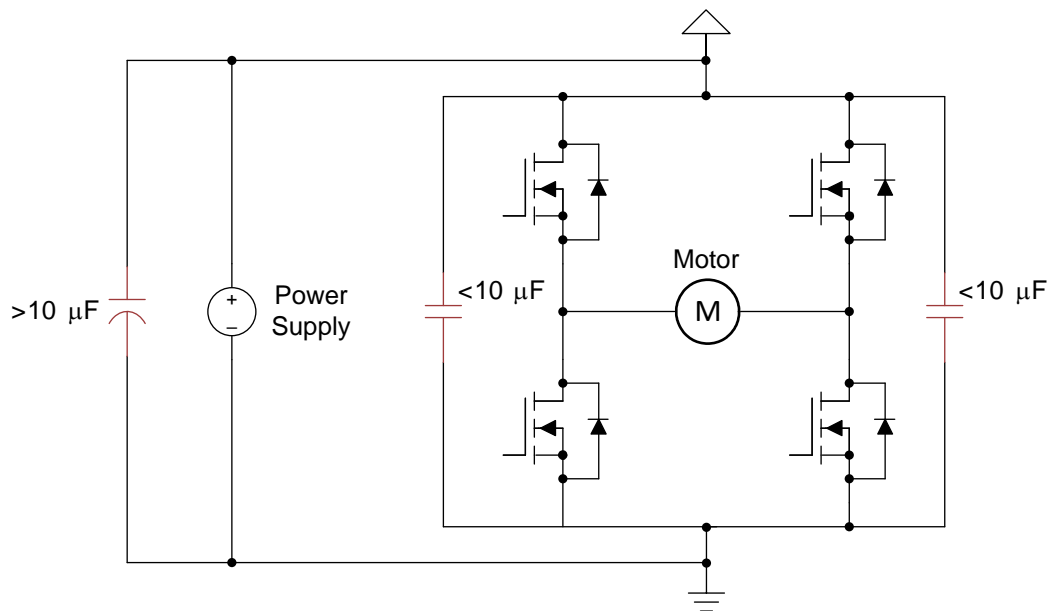 Motor
M
<10 μF
<10 μF
>10 μF
+
–
Power
Supply